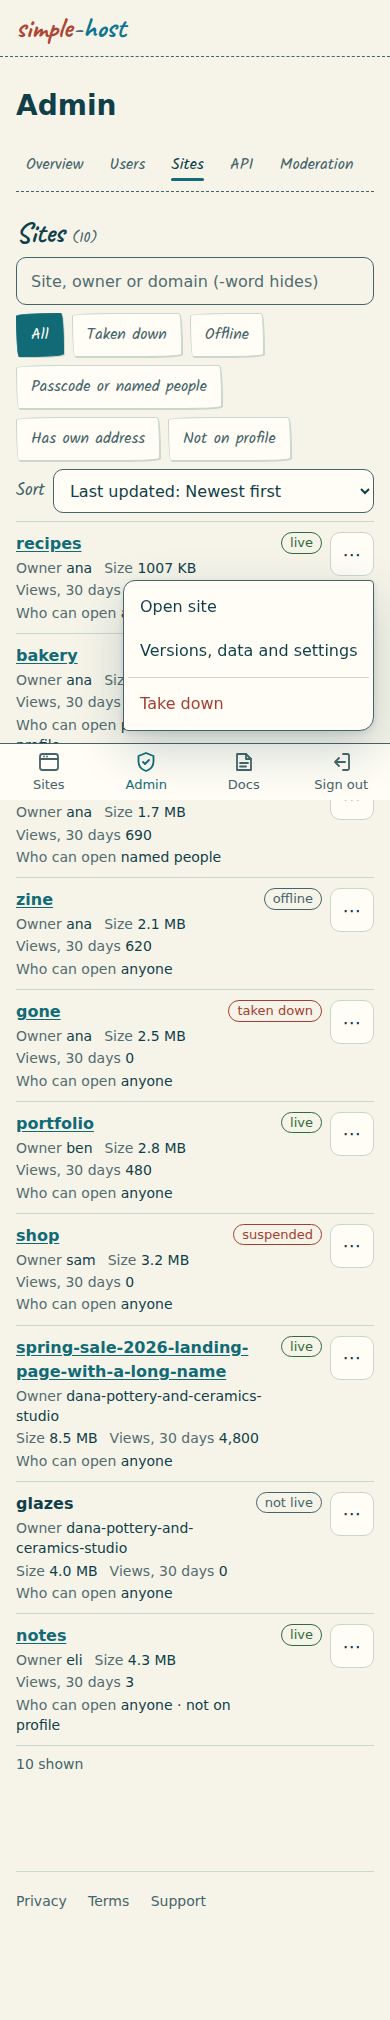 simple-host
Admin
Overview Users Sites API Moderation
Sites (10)
Site, owner or domain (-word hides)
All Taken down Offline
Passcode or named people
Has own address Not on profile
Sort Last updated: Newest first
recipes live ...
Owner ana Size 1007 KB
Views, 30 days
Who can open
Open site
Versions, data and settings
Take down
bakery
Owner ana
Views, 30 days
Who can open
Sites Admin Docs Sign out
Owner ana Size 1.7 MB
Views, 30 days 690
Who can open named people
zine offline ...
Owner ana Size 2.1 MB
Views, 30 days 620
Who can open anyone
gone taken down ...
Owner ana Size 2.5 MB
Views, 30 days 0
Who can open anyone
portfolio live ...
Owner ben Size 2.8 MB
Views, 30 days 480
Who can open anyone
shop suspended ...
Owner sam Size 3.2 MB
Views, 30 days 0
Who can open anyone
spring-sale-2026-landing- live ...
page-with-a-long-name
Owner dana-pottery-and-ceramics-
studio
Size 8.5 MB Views, 30 days 4,800
Who can open anyone
glazes not live ...
Owner dana-pottery-and-
ceramics-studio
Size 4.0 MB Views, 30 days 0
Who can open anyone
notes live ...
Owner eli Size 4.3 MB
Views, 30 days 3
Who can open anyone · not on
profile
10 shown
Privacy Terms Support